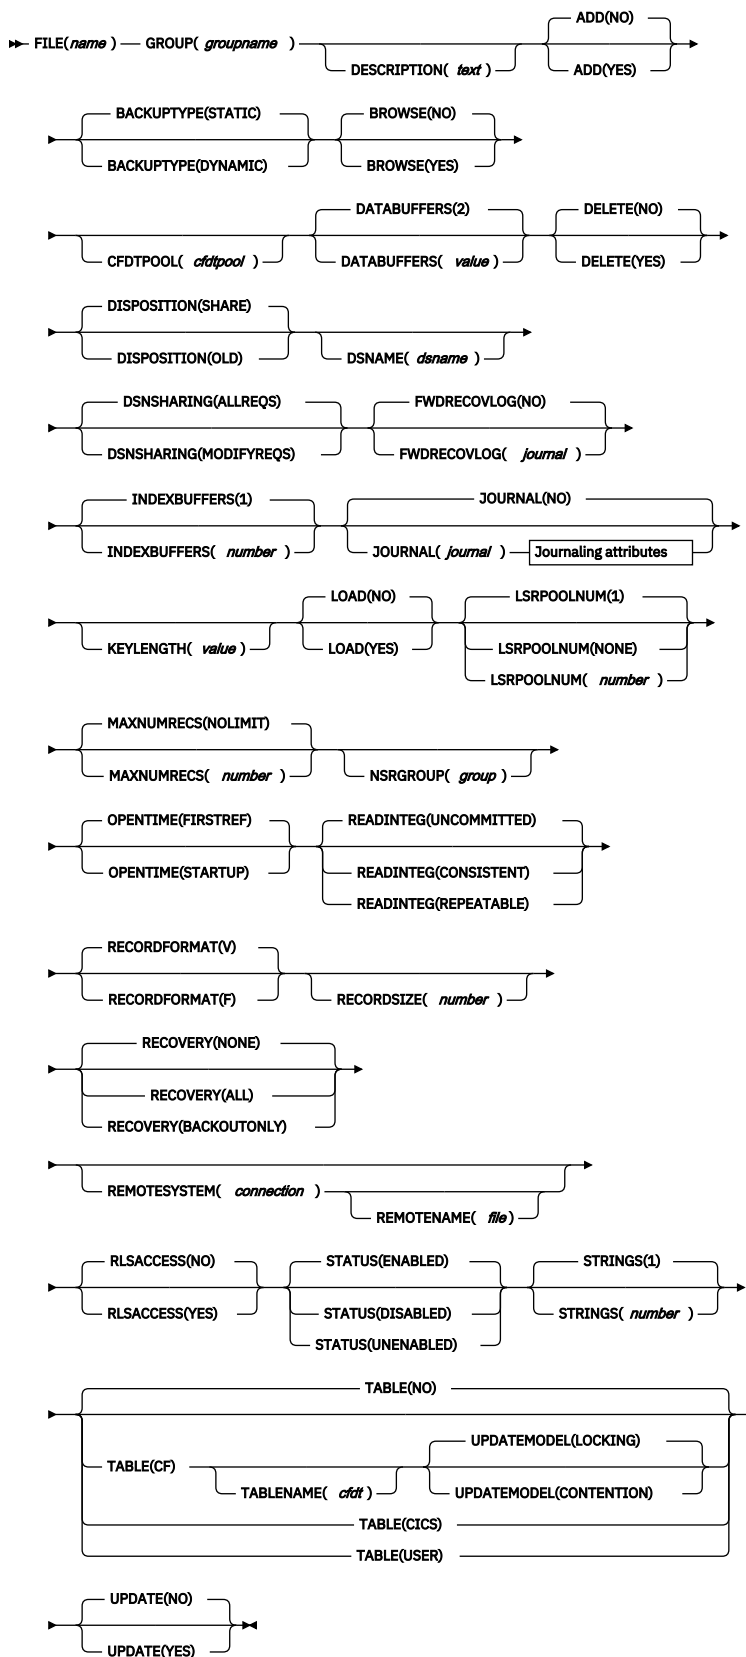 FILE(name) GROUP( groupname ) DESCRIPTION( text ) ADD(NO) ADD(YES)
BACKUPTYPE(STATIC) BROWSE(NO)
BACKUPTYPE(DYNAMIC) BROWSE(YES)
CFDTPOOL( cfdtpool ) DATABUFFERS(2) DELETE(NO)
DATABUFFERS( value ) DELETE(YES)
DISPOSITION(SHARE)
DISPOSITION(OLD) DSNAME( dsname )
DSNSHARING(ALLREQS) FWDRECOVLOG(NO)
DSNSHARING(MODIFYREQS) FWDRECOVLOG( journal )
INDEXBUFFERS(1) JOURNAL(NO)
INDEXBUFFERS( number ) JOURNAL( journal ) Journaling attributes
KEYLENGTH( value ) LOAD(NO) LSRPOOLNUM(1)
LOAD(YES) LSRPOOLNUM(NONE)
LSRPOOLNUM( number )
MAXNUMRECS(NOLIMIT)
MAXNUMRECS( number ) NSRGROUP( group )
OPENTIME(FIRSTREF) READINTEG(UNCOMMITTED)
OPENTIME(STARTUP) READINTEG(CONSISTENT)
READINTEG(REPEATABLE)
RECORDFORMAT(V)
RECORDFORMAT(F) RECORDSIZE( number )
RECOVERY(NONE)
RECOVERY(ALL)
RECOVERY(BACKOUTONLY)
REMOTESYSTEM( connection )
REMOTENAME( file )
RLSACCESS(NO) STATUS(ENABLED) STRINGS(1)
RLSACCESS(YES) STATUS(DISABLED) STRINGS( number )
STATUS(UNENABLED)
TABLE(NO)
TABLE(CF) UPDATEMODEL(LOCKING)
TABLENAME( cfdt ) UPDATEMODEL(CONTENTION)
TABLE(CICS)
TABLE(USER)
UPDATE(NO)
UPDATE(YES)